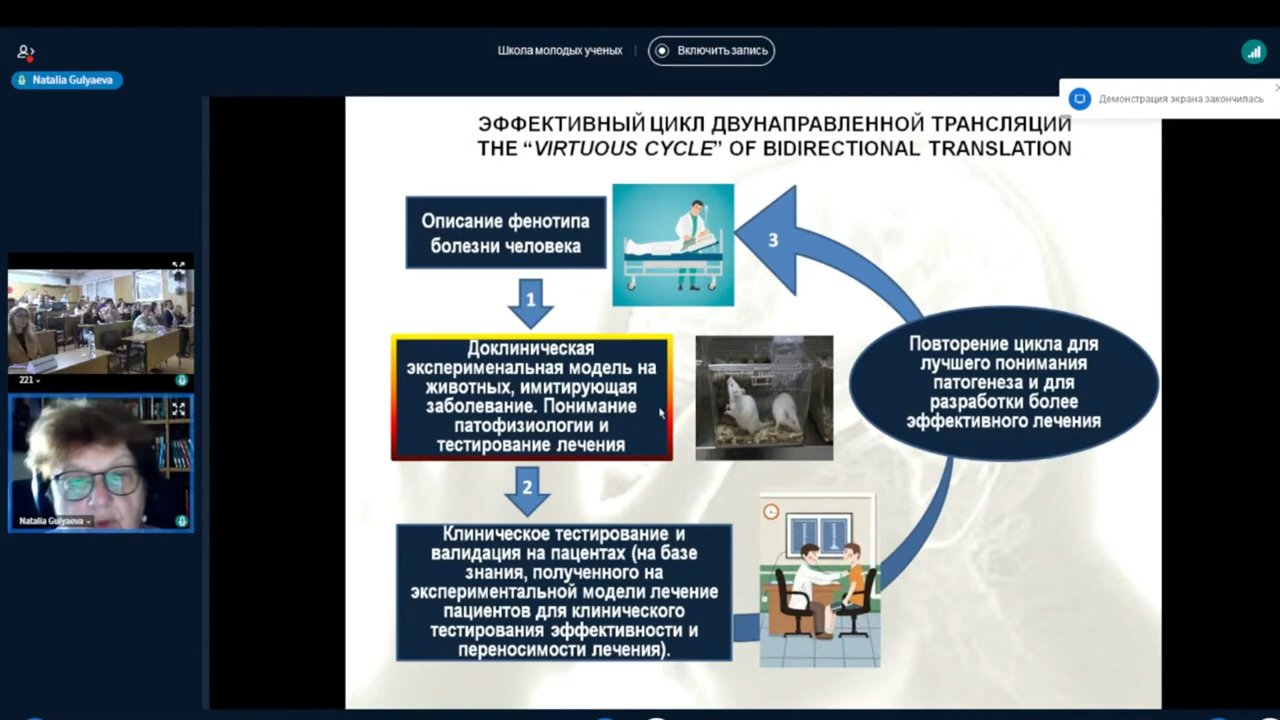 Школа молодых ученых
Включить запись
Natalia Gulyaeva
Демонстрация экрана закончилась
ЭФФЕКТИВНЫЙ ЦИКЛ ДВУНАПРАВЛЕННОЙ ТРАНСЛЯЦИИ
THE “VIRTUOUS CYCLE” OF BIDIRECTIONAL TRANSLATION
Описание фенотипа
болезни человека
3
1
Доклиническая
эксперименальная модель на
животных, имитирующая
заболевание. Понимание
патофизиологии и
тестирование лечения
Повторение цикла для
лучшего понимания
патогенеза и для
разработки более
эффективного лечения
221
2
Natalia Gulyaeva
Клиническое тестирование и
валидация на пацентах (на базе
знания, полученного на
экспериментальной модели лечение
пациентов для клинического
тестирования эффективности и
переносимости лечения).